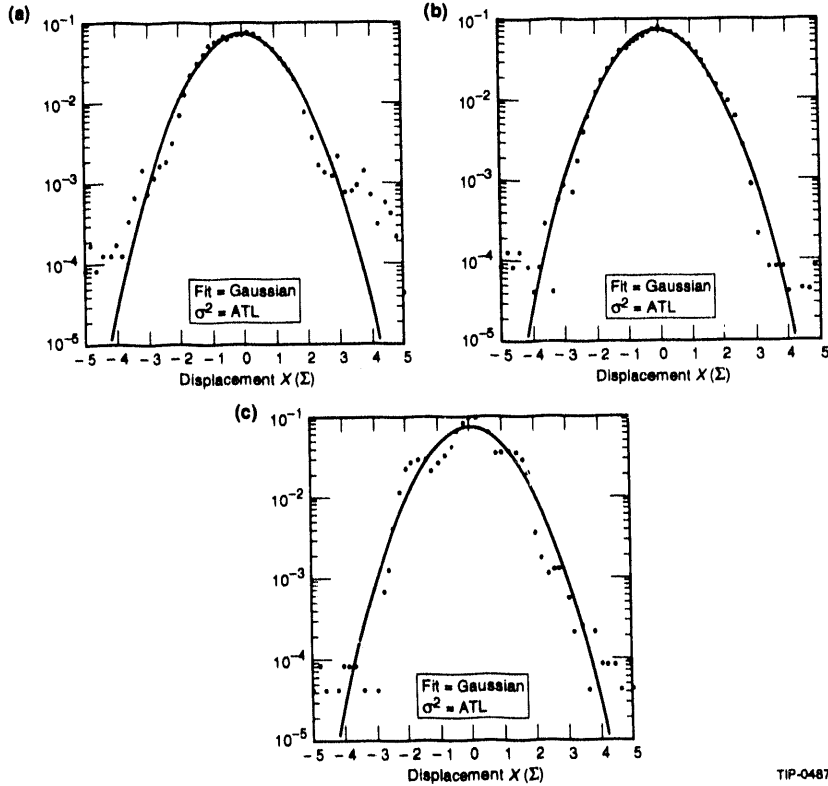 (a)
10⁻¹
10⁻²
10⁻³
10⁻⁴
10⁻⁵
Fit = Gaussian
σ² = ATL
-5 -4 -3 -2 -1 0 1 2 3 4 5
Displacement X (Σ)
(b)
10⁻¹
10⁻²
10⁻³
10⁻⁴
10⁻⁵
Fit = Gaussian
σ² = ATL
-5 -4 -3 -2 -1 0 1 2 3 4 5
Displacement X (Σ)
(c)
10⁻¹
10⁻²
10⁻³
10⁻⁴
10⁻⁵
Fit = Gaussian
σ² = ATL
-5 -4 -3 -2 -1 0 1 2 3 4 5
Displacement X (Σ)
TIP-0487